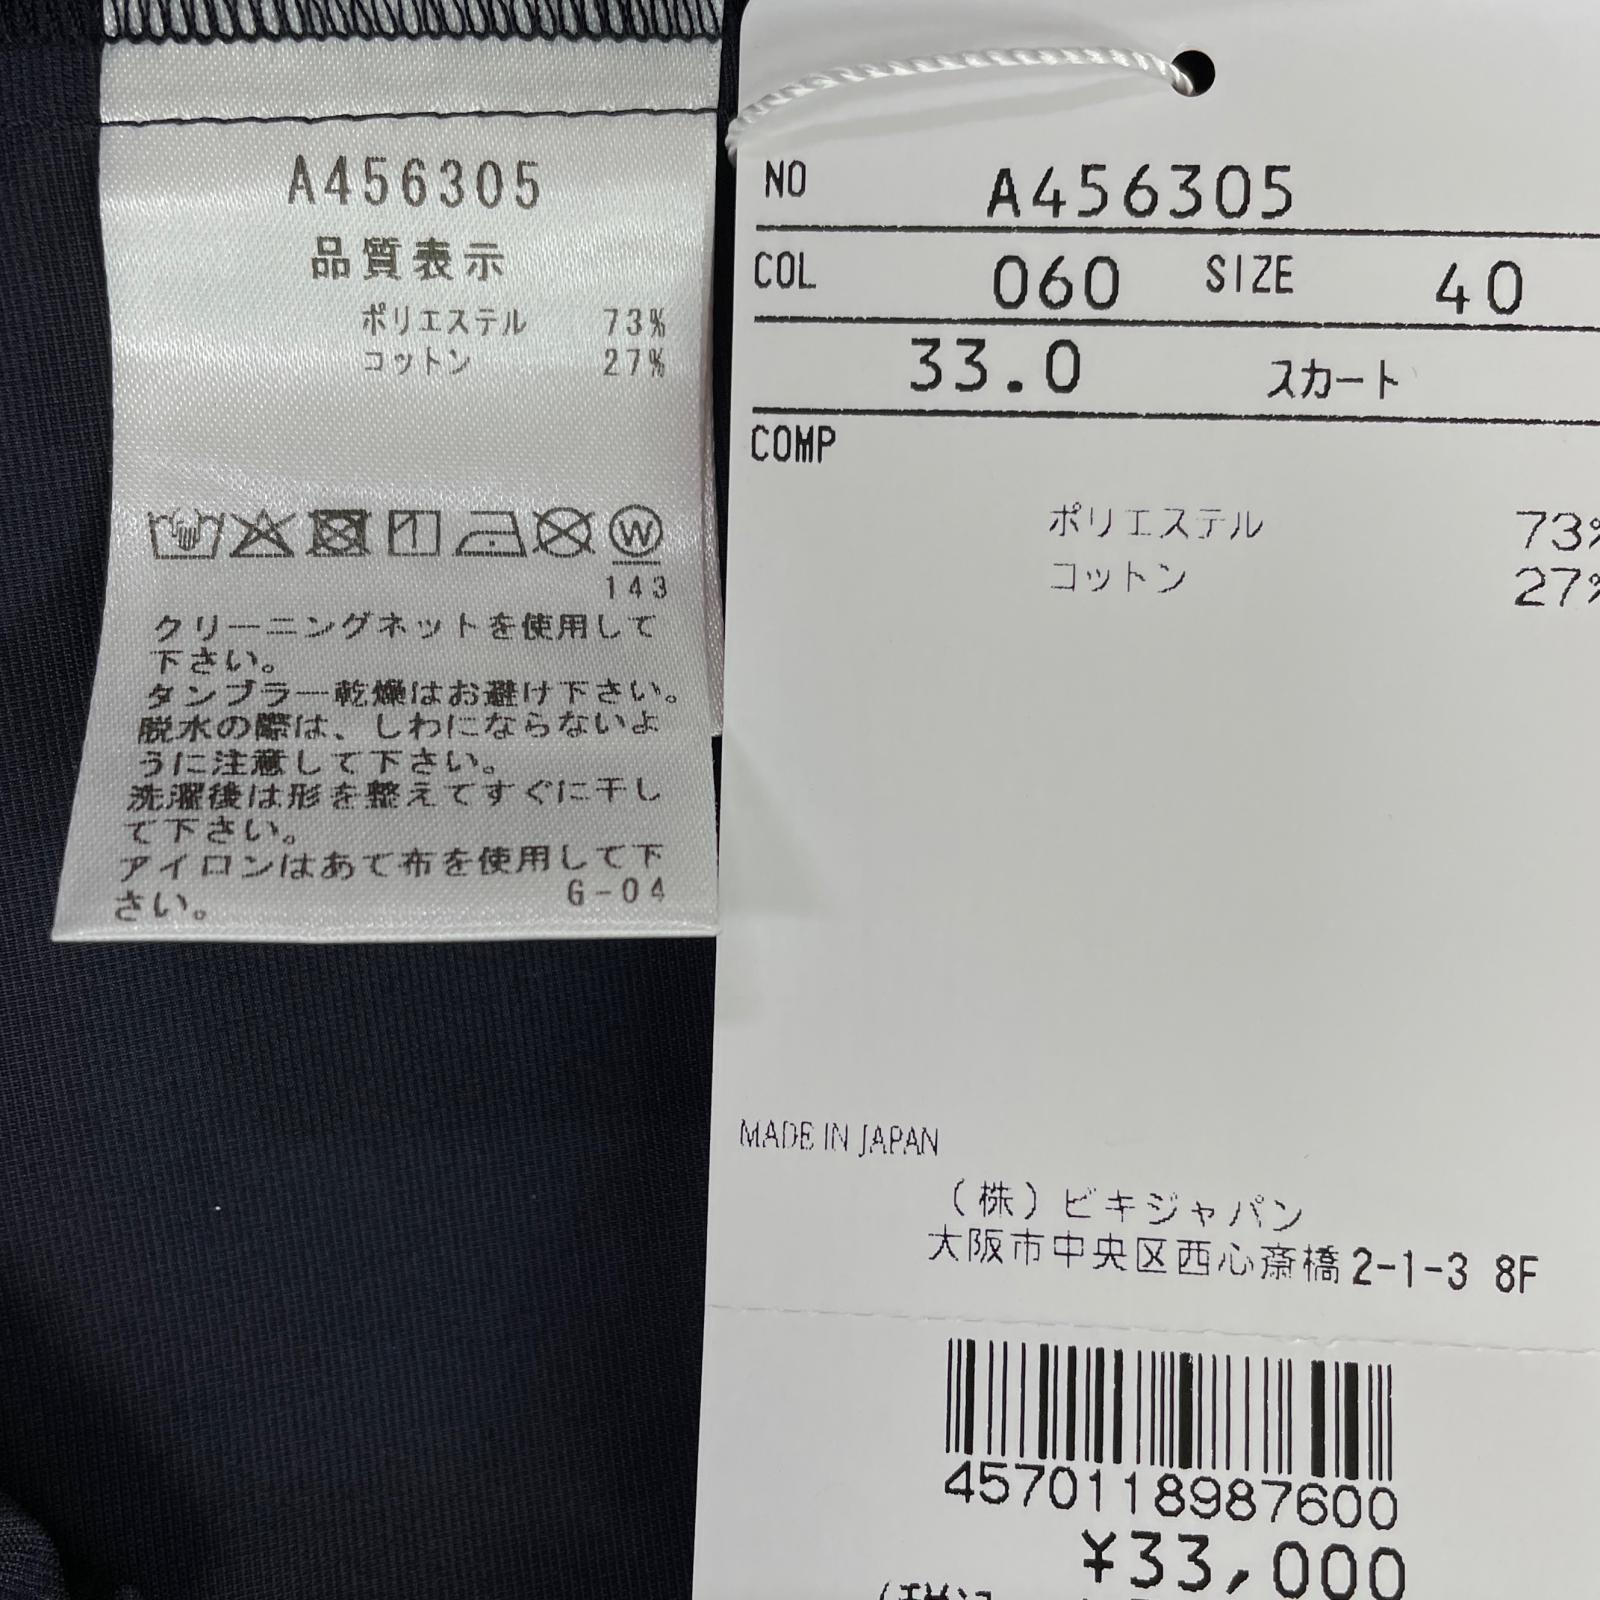 A456305
品質表示
ポリエステル 73%
コットン 27%
W
143
クリーニングネットを使用して
下さい。
タンブラー乾燥はお避け下さい。
脱水の際は、しわにならないよ
うに注意して下さい。
洗濯後は形を整えてすぐに干し
て下さい。
アイロンはあて布を使用して下
さい。
G-04
NO A456305
COL 060 SIZE 40
33.0 スカート
COMP
ポリエステル 73%
コットン 27%
MADE IN JAPAN
(株)ビキジャパン
大阪市中央区西心斎橋2-1-3 8F
4570118987600
¥33,000